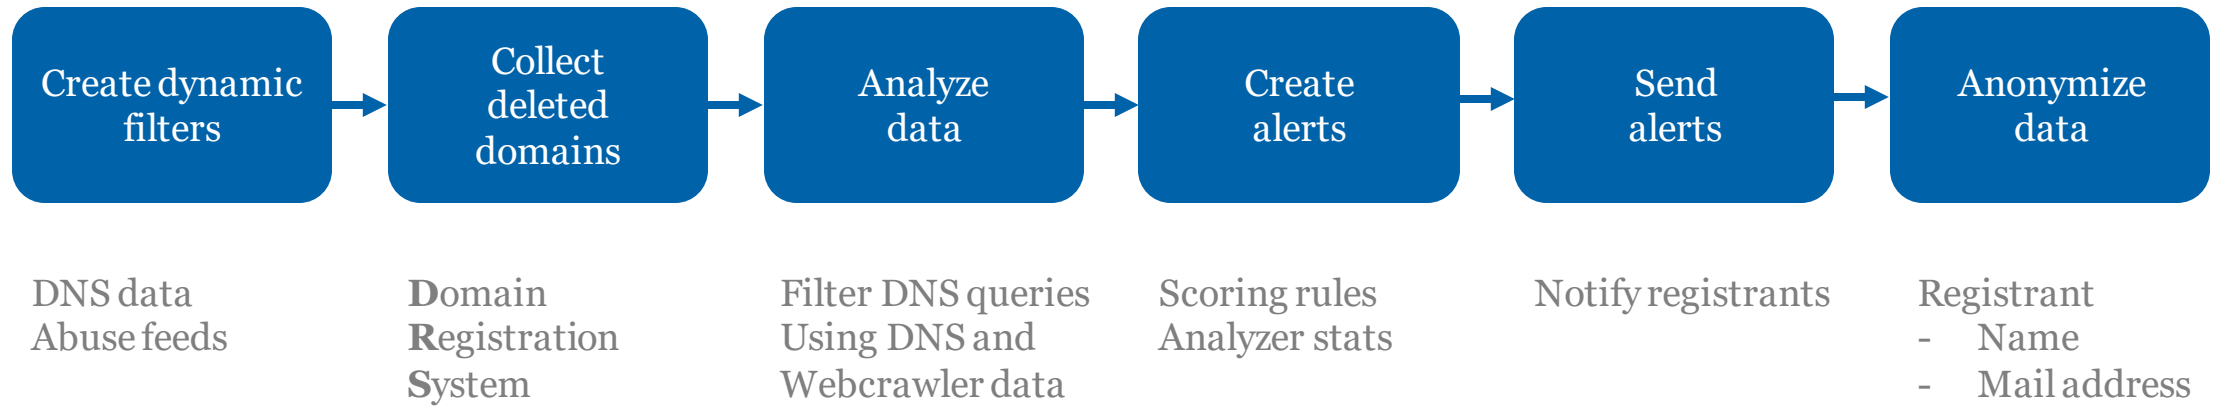 Create dynamic
filters
Collect
deleted
domains
Analyze
data
Create
alerts
Send
alerts
Anonymize
data
DNS data
Abuse feeds
Domain
Registration
System
Filter DNS queries
Using DNS and
Webcrawler data
Scoring rules
Analyzer stats
Notify registrants
Registrant
- Name
- Mail address